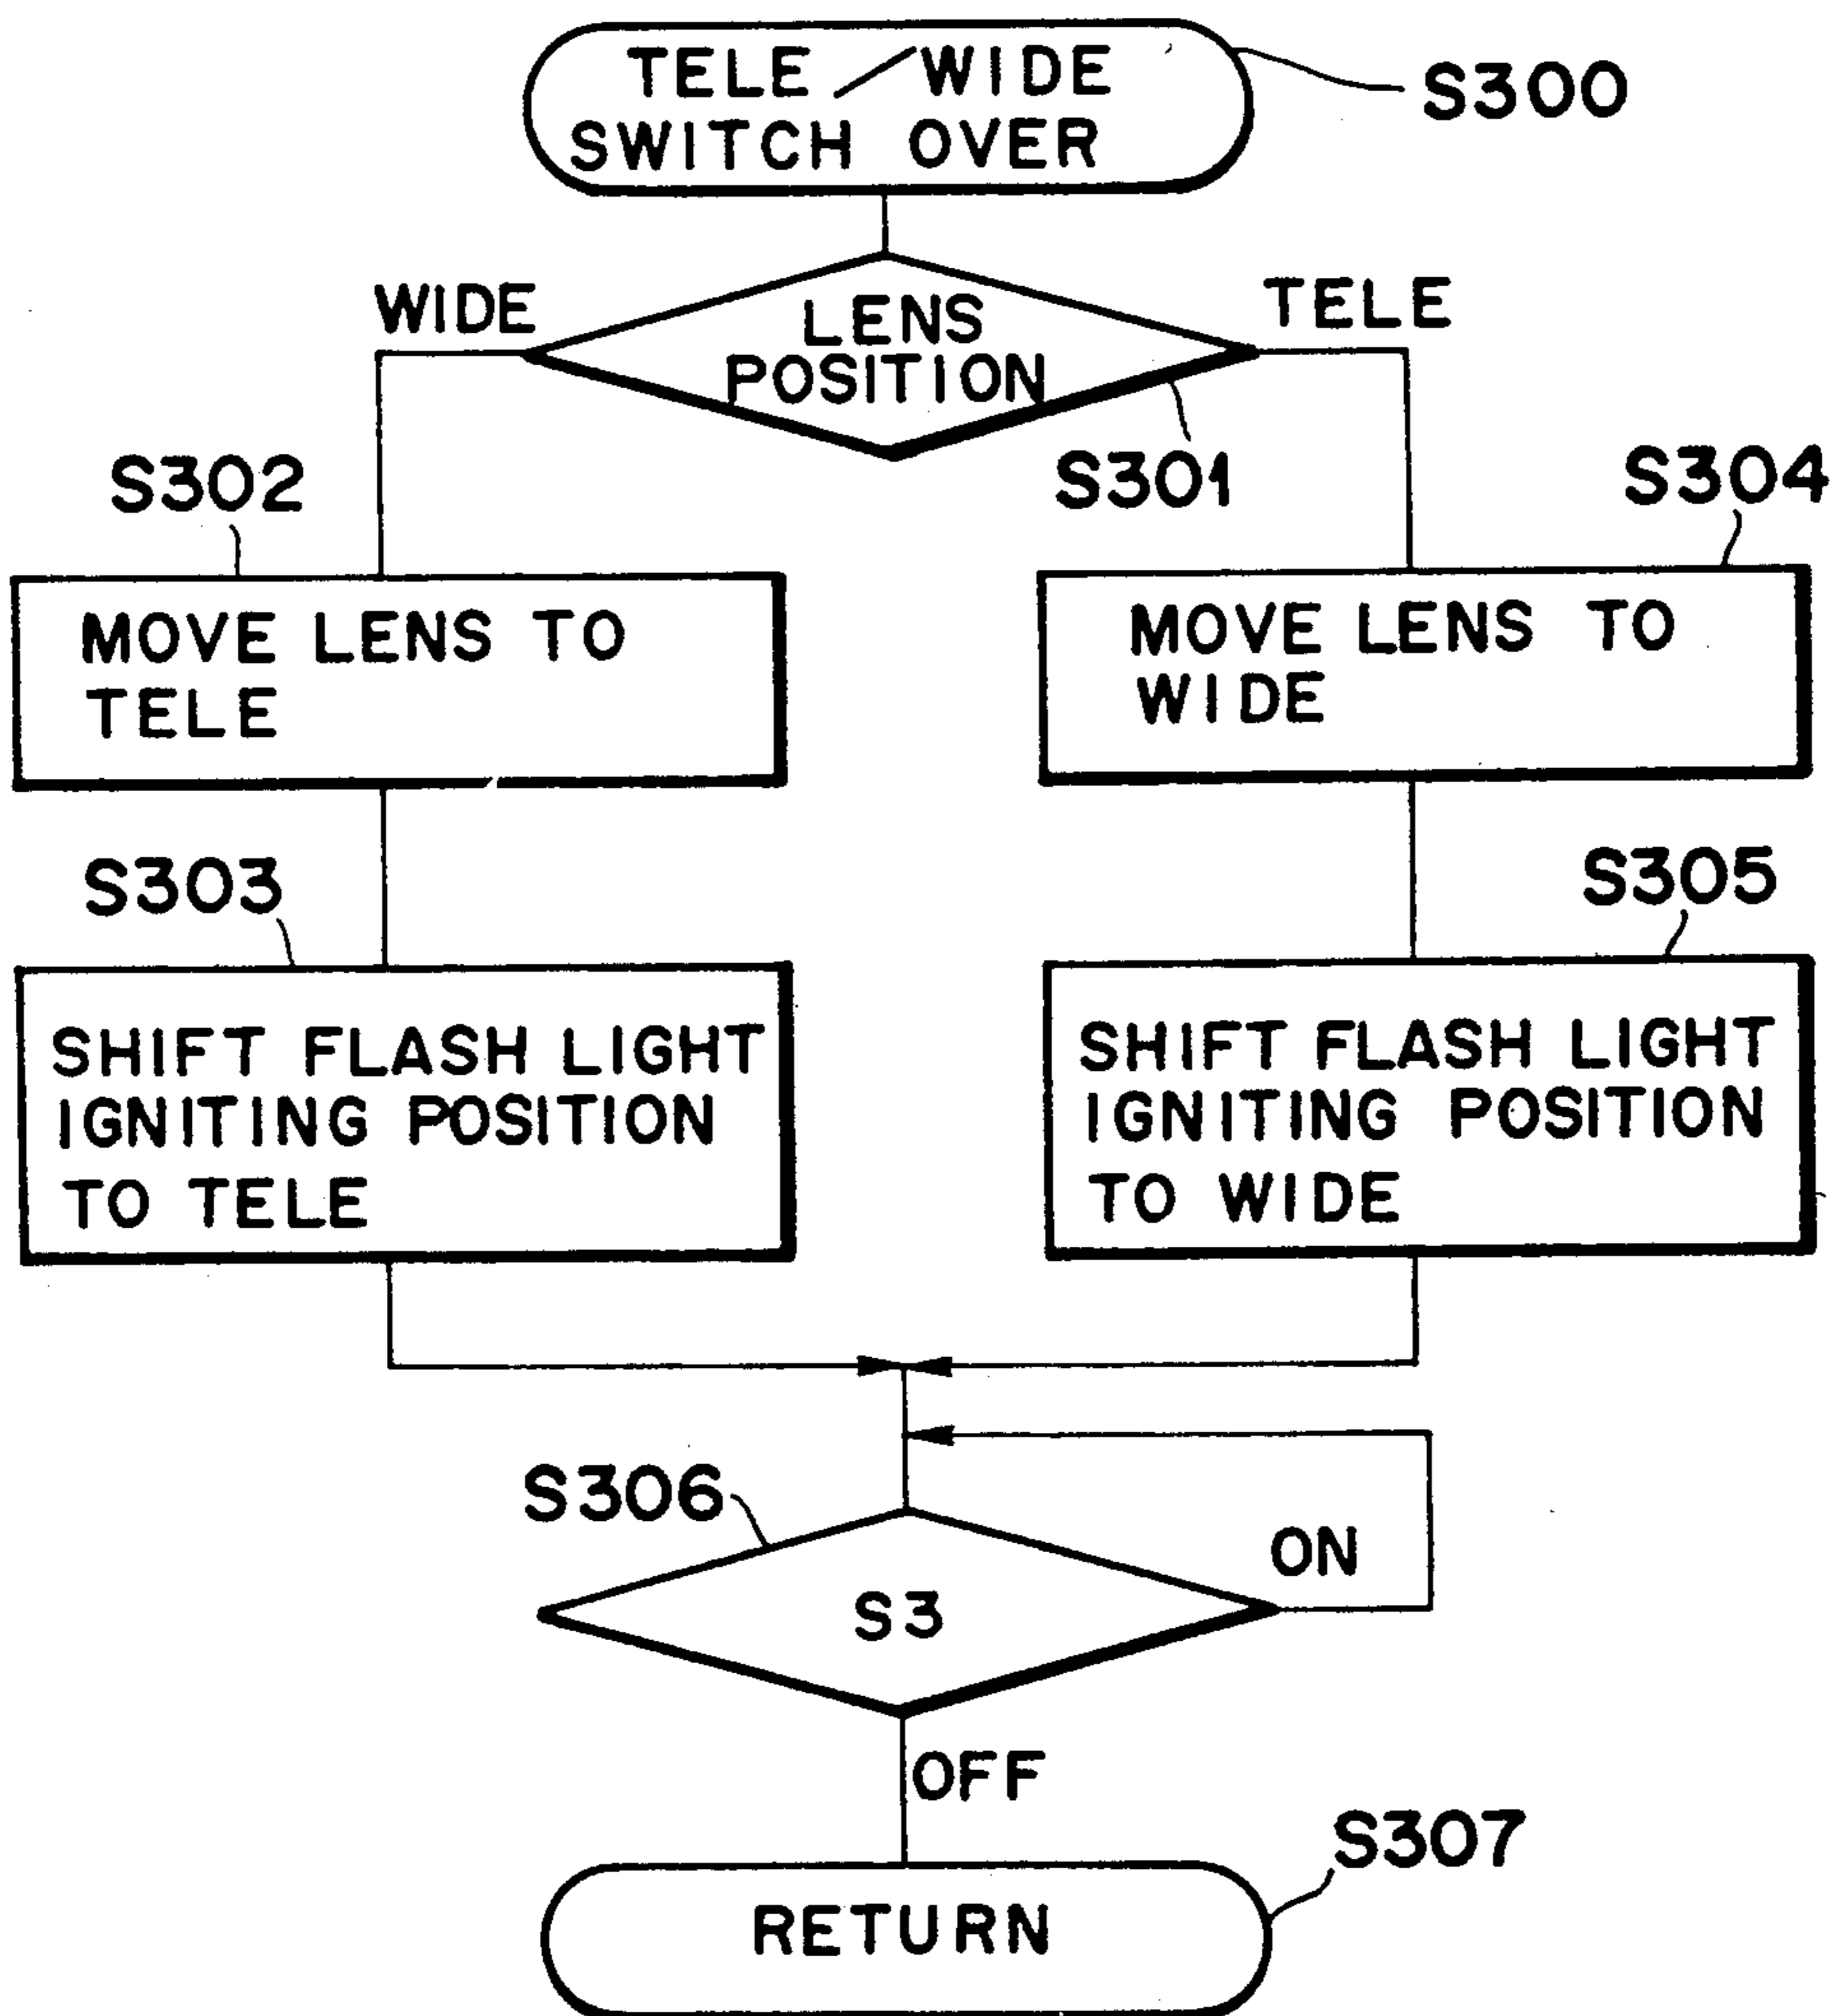 TELE/WIDE
SWITCH OVER
S300
WIDE
LENS
POSITION
TELE
S301
S302
S304
MOVE LENS TO
TELE
MOVE LENS TO
WIDE
S303
S305
SHIFT FLASH LIGHT
IGNITING POSITION
TO TELE
SHIFT FLASH LIGHT
IGNITING POSITION
TO WIDE
S306
S3
ON
OFF
S307
RETURN